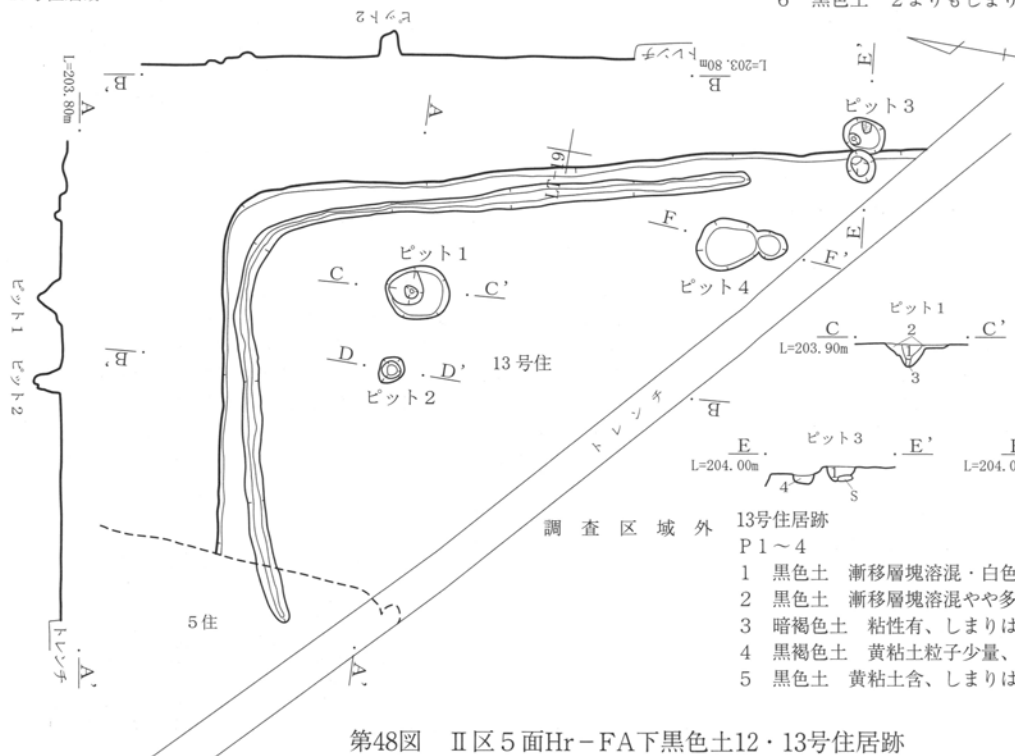 6 黒色土 2よりもしまり
ピット2
トレンチ
L=203.80m
B'
B
L=203.80m
A
A
E'
ピット3
LJ-19
F
E
F'
ピット4
ピット1
C
C'
D
D'
ピット2
13号住
B'
B
ピット1
ピット2
トレンチ
A'
5住
A'
トレンチ
調査区域外
ピット1
C
C'
L=203.90m
2
1
3
ピット3
E
E'
L=204.00m
4
S
L=204.0
13号住居跡
P1~4
1 黒色土 漸移層塊溶混・白色
2 黒色土 漸移層塊溶混やや多
3 暗褐色土 粘性有、しまりは
4 黒褐色土 黄粘土粒子少量、
5 黒色土 黄粘土含、しまりは
第48図 Ⅱ区5面Hr-FA下黒色土12・13号住居跡